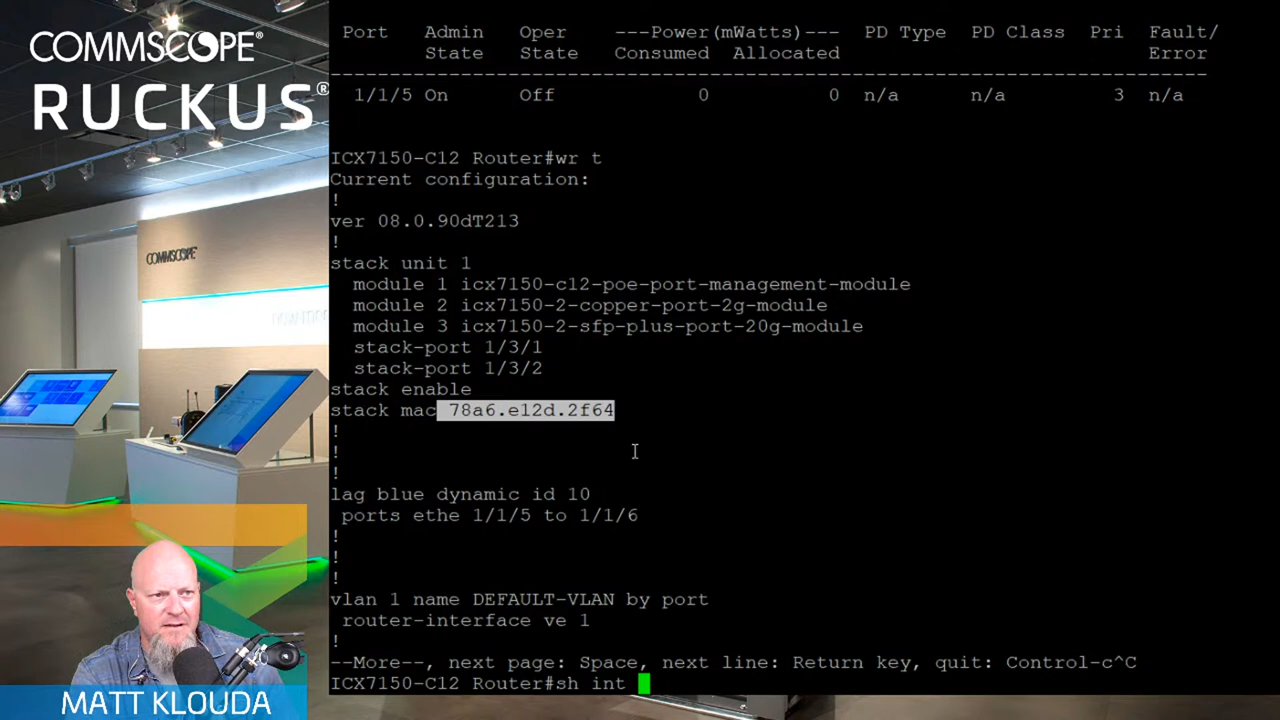 COMMSCOPE®
RUCKUS®
COMMSCOPE
Port Admin Oper ---Power(mWatts)--- PD Type PD Class Pri Fault/
State State Consumed Allocated Error
--------------------------------------------------------------------------
1/1/5 On Off 0 0 n/a n/a 3 n/a
ICX7150-C12 Router#wr t
Current configuration:
!
ver 08.0.90dT213
!
stack unit 1
module 1 icx7150-c12-poe-port-management-module
module 2 icx7150-2-copper-port-2g-module
module 3 icx7150-2-sfp-plus-port-20g-module
stack-port 1/3/1
stack-port 1/3/2
stack enable
stack mac 78a6.e12d.2f64
!
!
!
lag blue dynamic id 10
ports ethe 1/1/5 to 1/1/6
!
!
!
vlan 1 name DEFAULT-VLAN by port
router-interface ve 1
!
--More--, next page: Space, next line: Return key, quit: Control-c^C
ICX7150-C12 Router#sh int
MATT KLOUDA